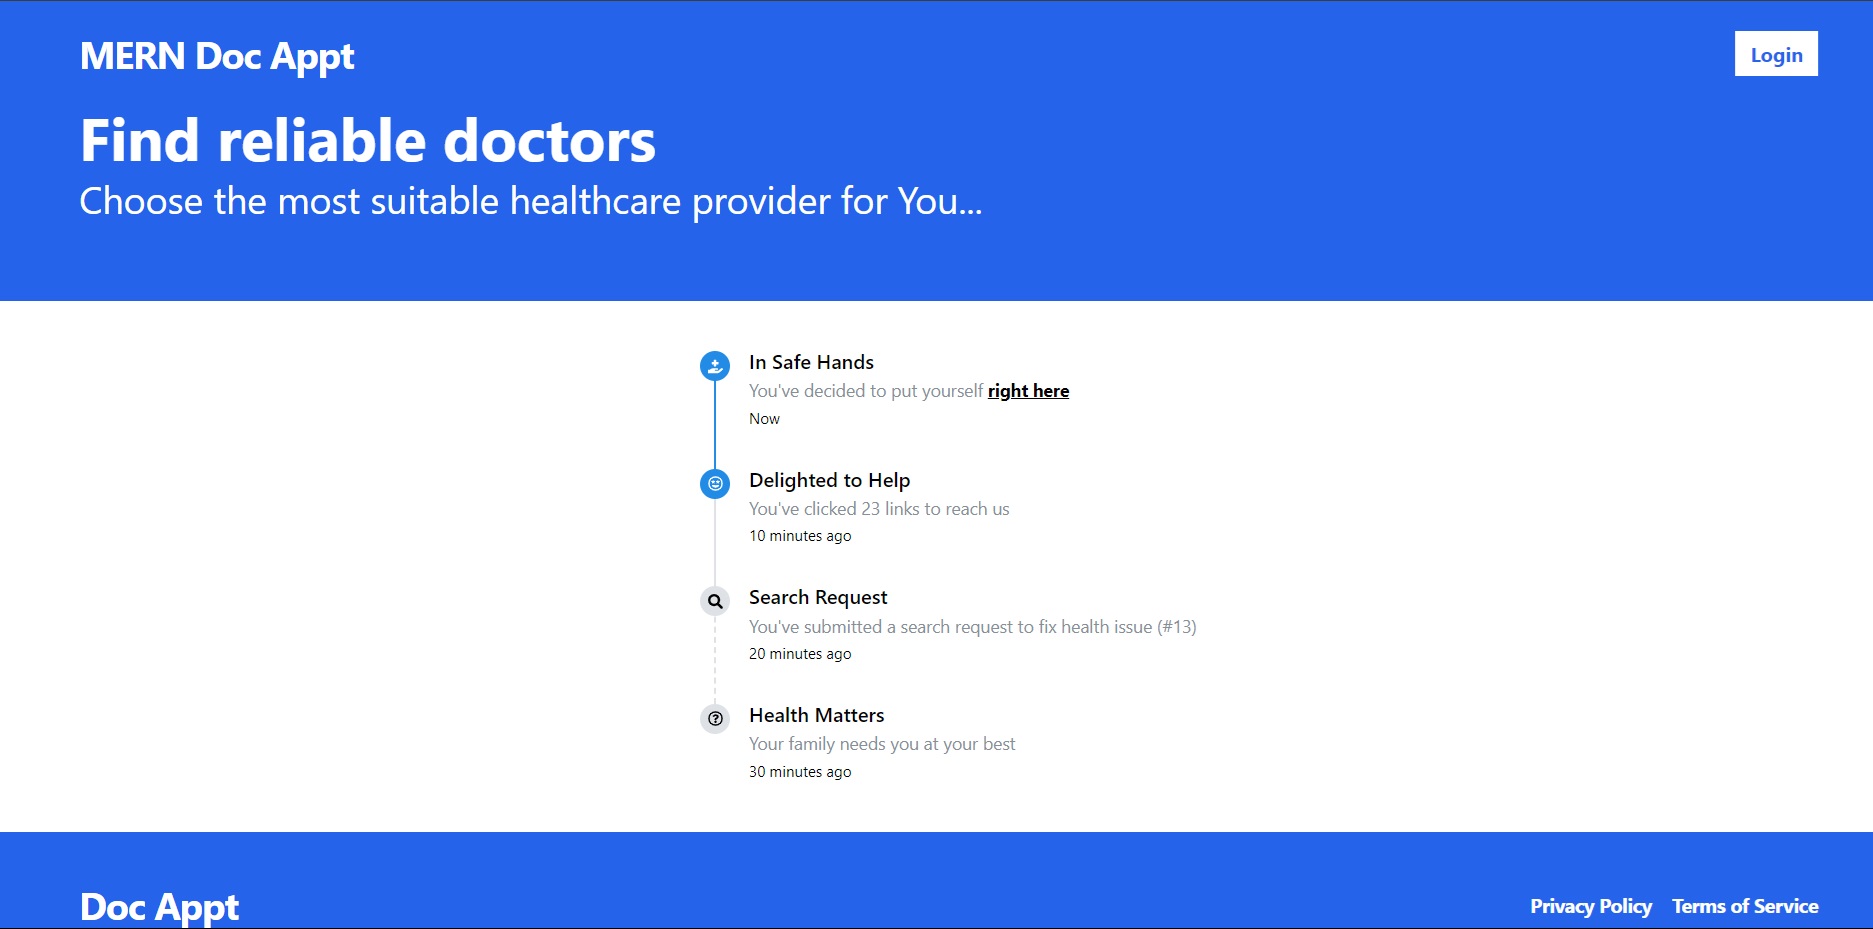 MERN Doc Appt
Login
Find reliable doctors
Choose the most suitable healthcare provider for You...
In Safe Hands
You've decided to put yourself right here
Now
Delighted to Help
You've clicked 23 links to reach us
10 minutes ago
Search Request
You've submitted a search request to fix health issue (#13)
20 minutes ago
Health Matters
Your family needs you at your best
30 minutes ago
Doc Appt
Privacy Policy
Terms of Service